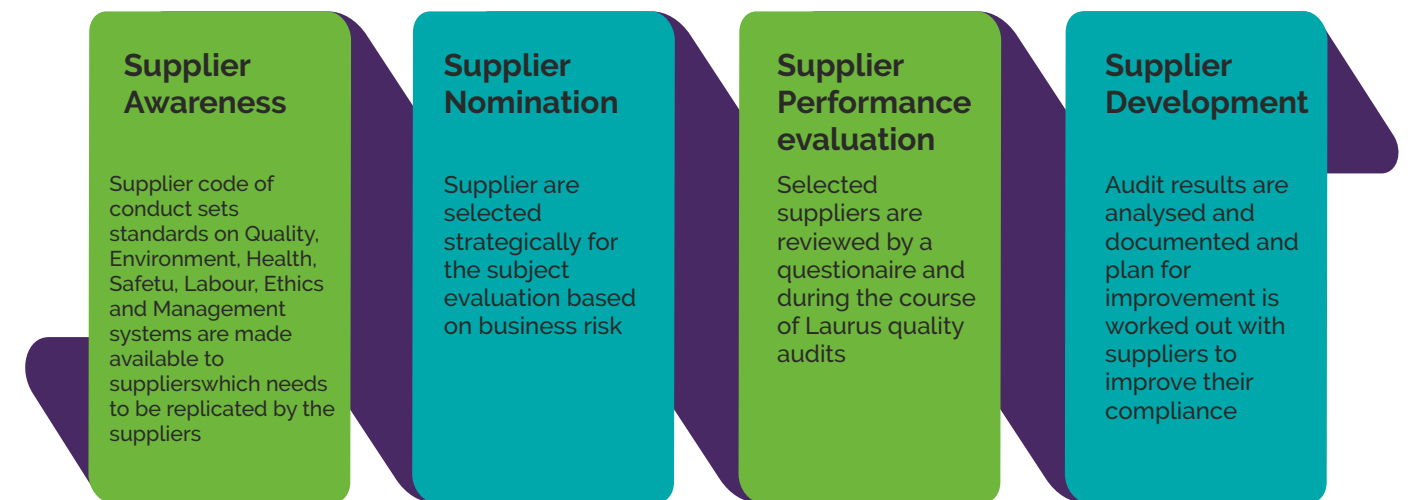 Supplier
Awareness
Supplier code of
conduct sets
standards on Quality,
Environment, Health,
Safetu, Labour, Ethics
and Management
systems are made
available to
supplierswhich needs
to be replicated by the
suppliers
Supplier
Nomination
Supplier are
selected
strategically for
the subject
evaluation based
on business risk
Supplier
Performance
evaluation
Selected
suppliers are
reviewed by a
questionaire and
during the course
of Laurus quality
audits
Supplier
Development
Audit results are
analysed and
documented and
plan for
improvement is
worked out with
suppliers to
improve their
compliance